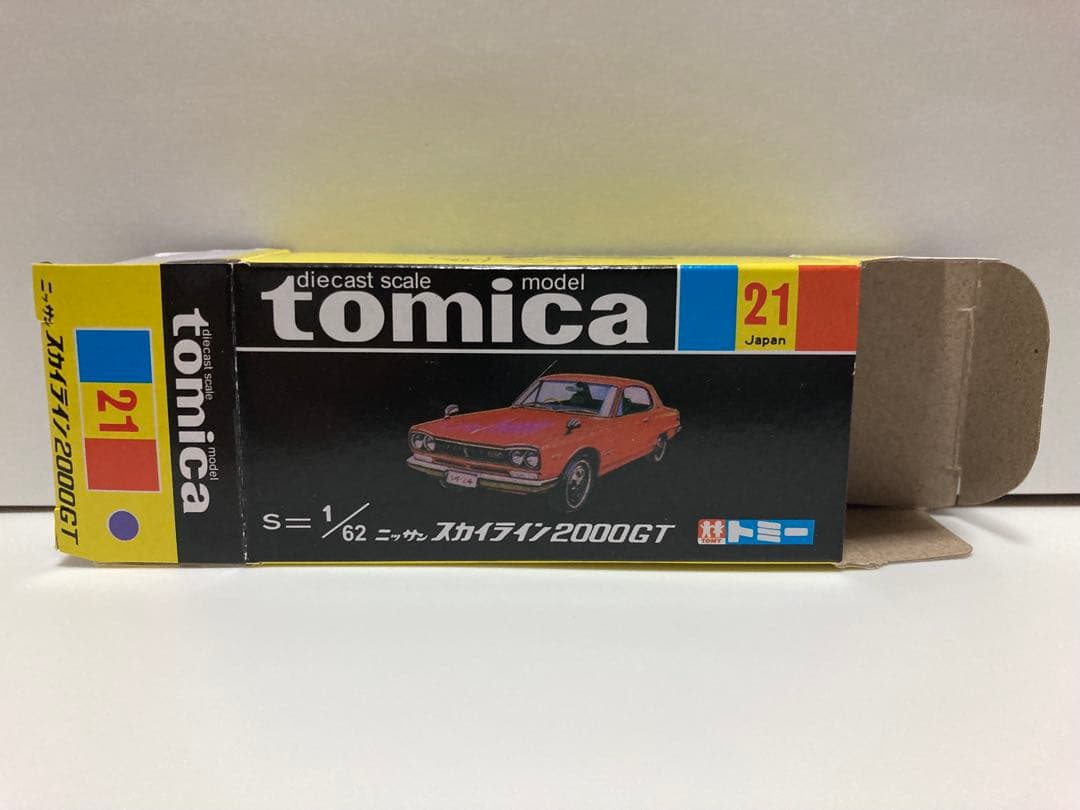 diecast scale model
tomica
21
Japan
S=1/62 ニッサン スカイライン2000GT
TOMY トミー
ニッサン スカイライン2000GT
21
diecast scale model
tomica